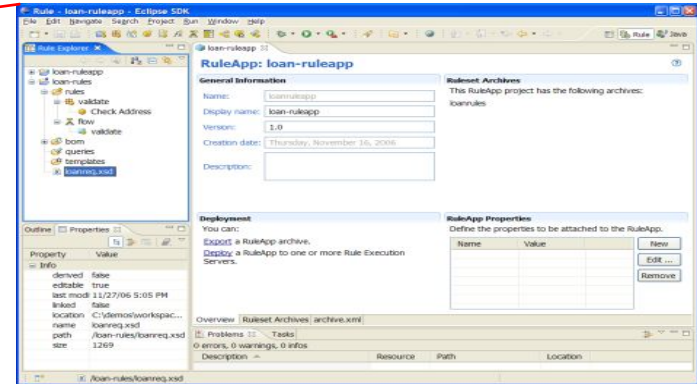 Rule - loan-ruleapp - Eclipse SDK
File Edit Navigate Search Project Run Window Help
Rule Java
Rule Explorer
loan-ruleapp
loan-rules
rules
validate
Check Address
flow
validate
bom
queries
templates
loanreq.xsd
Outline Properties
Property Value
Info
derived false
editable true
last modi 11/27/06 5:05 PM
linked false
location C:\demos\workspac...
name loanreq.xsd
path /loan-rules/loanreq.xsd
size 1269
loan-ruleapp
RuleApp: loan-ruleapp
General Information
Name: loanruleapp
Display name: loan-ruleapp
Version: 1.0
Creation date: Thursday, November 16, 2006
Description:
Ruleset Archives
This RuleApp project has the following archives:
loanrules
Deployment
You can:
Export a RuleApp archive.
Deploy a RuleApp to one or more Rule Execution
Servers.
RuleApp Properties
Define the properties to be attached to the RuleApp.
Name Value
New
Edit ...
Remove
Overview Ruleset Archives archive.xml
Problems Tasks
0 errors, 0 warnings, 0 infos
Description Resource Path Location
/loan-rules/loanreq.xsd